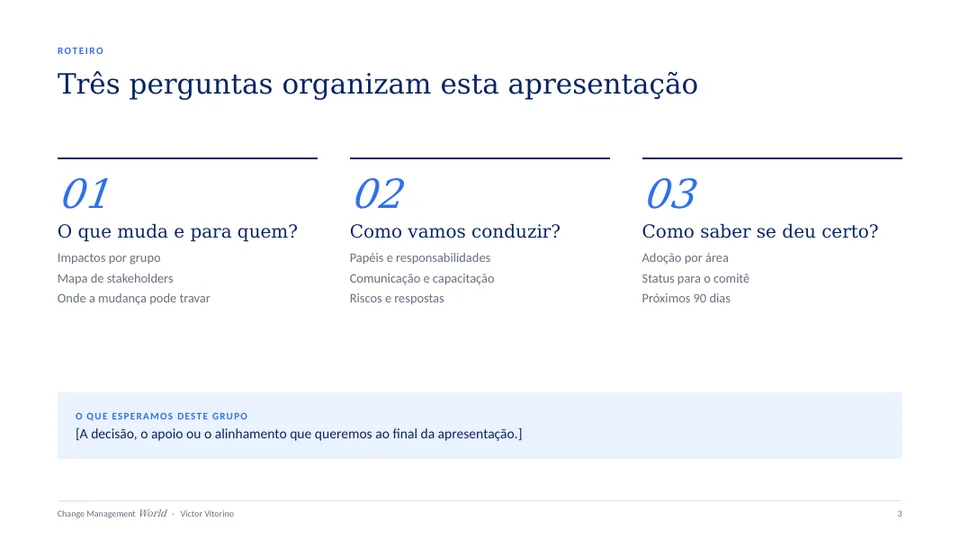 ROTEIRO
Três perguntas organizam esta apresentação
01
O que muda e para quem?
Impactos por grupo
Mapa de stakeholders
Onde a mudança pode travar
02
Como vamos conduzir?
Papéis e responsabilidades
Comunicação e capacitação
Riscos e respostas
03
Como saber se deu certo?
Adoção por área
Status para o comitê
Próximos 90 dias
O QUE ESPERAMOS DESTE GRUPO
[A decisão, o apoio ou o alinhamento que queremos ao final da apresentação.]
Change Management World · Victor Vitorino
3